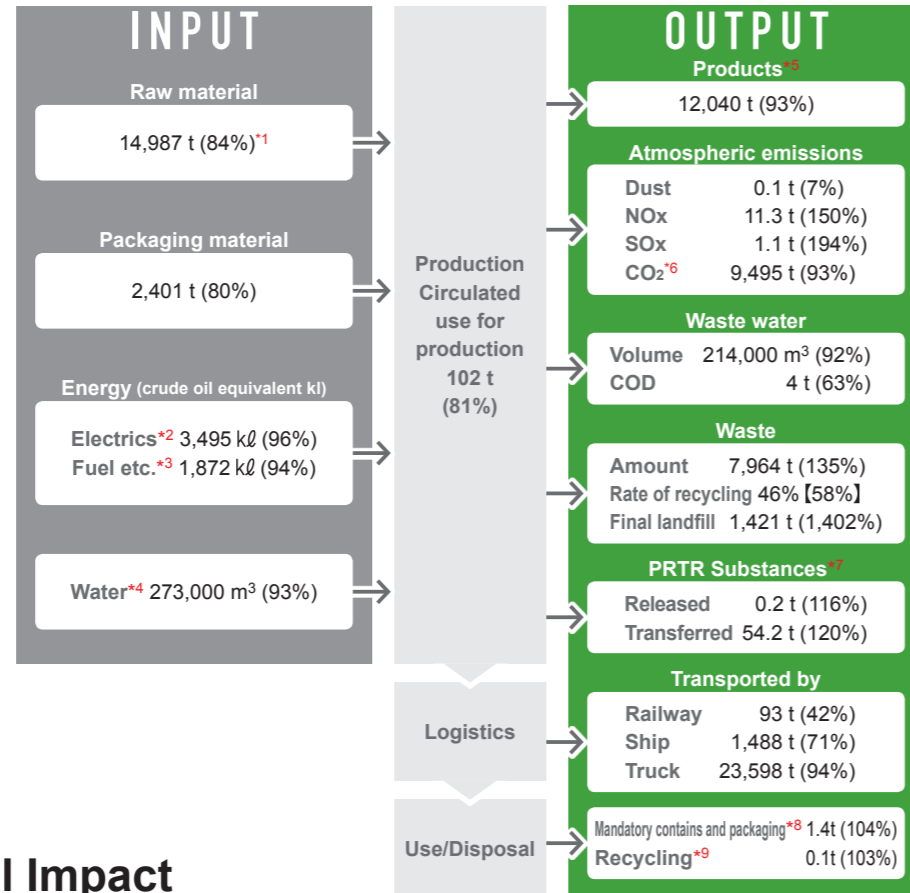 INPUT
Raw material
14,987 t (84%)*1
Packaging material
2,401 t (80%)
Energy (crude oil equivalent kl)
Electrics*2 3,495 kℓ (96%)
Fuel etc.*3 1,872 kℓ (94%)
Water*4 273,000 m³ (93%)
Production
Circulated
use for
production
102 t
(81%)
Logistics
Use/Disposal
OUTPUT
Products*5
12,040 t (93%)
Atmospheric emissions
Dust 0.1 t (7%)
NOx 11.3 t (150%)
SOx 1.1 t (194%)
CO₂*6 9,495 t (93%)
Waste water
Volume 214,000 m³ (92%)
COD 4 t (63%)
Waste
Amount 7,964 t (135%)
Rate of recycling 46%【58%】
Final landfill 1,421 t (1,402%)
PRTR Substances*7
Released 0.2 t (116%)
Transferred 54.2 t (120%)
Transported by
Railway 93 t (42%)
Ship 1,488 t (71%)
Truck 23,598 t (94%)
Mandatory contains and packaging*8 1.4t (104%)
Recycling*9 0.1t (103%)
l Impact